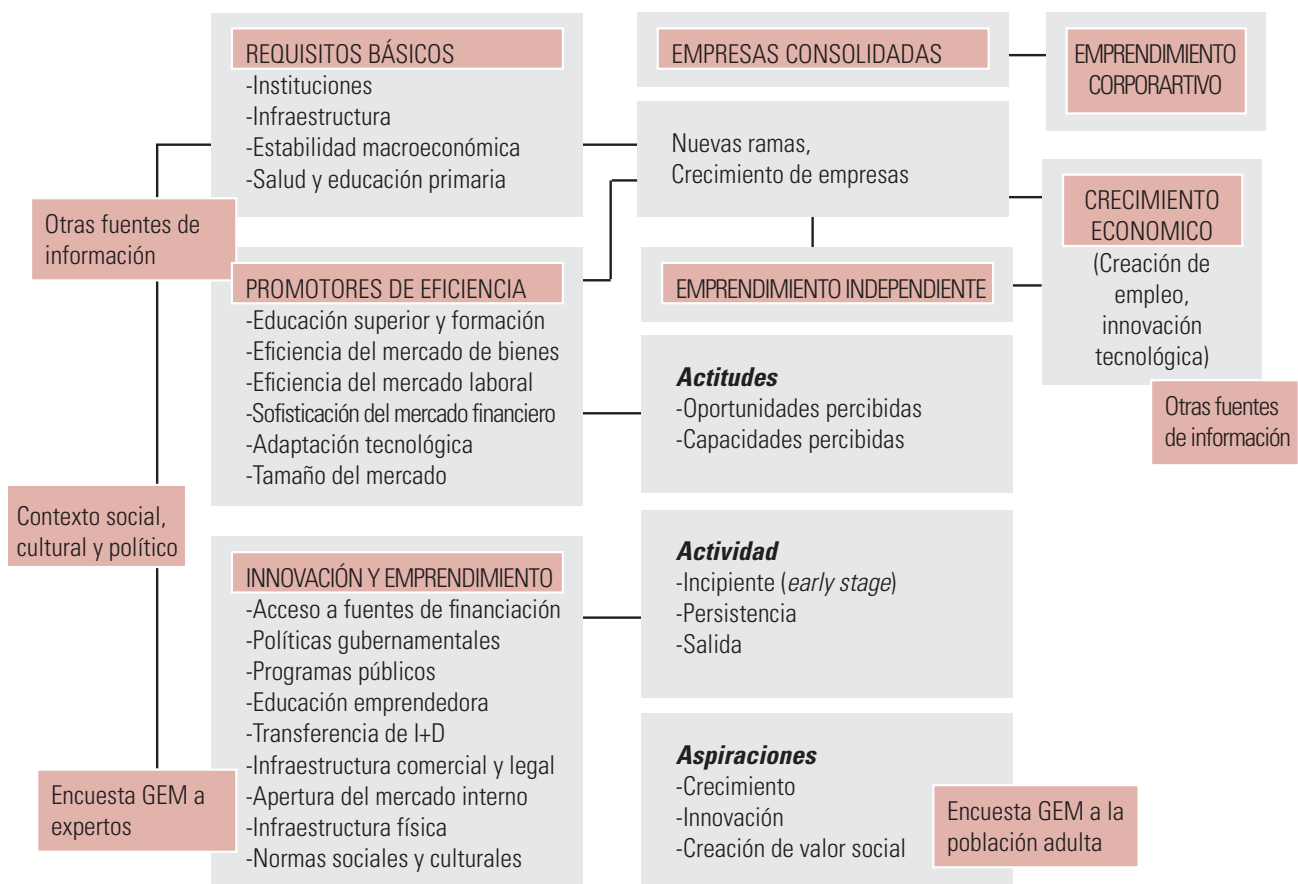 REQUISITOS BÁSICOS
-Instituciones
-Infraestructura
-Estabilidad macroeconómica
-Salud y educación primaria
Otras fuentes de
información
PROMOTORES DE EFICIENCIA
-Educación superior y formación
-Eficiencia del mercado de bienes
-Eficiencia del mercado laboral
-Sofisticación del mercado financiero
-Adaptación tecnológica
-Tamaño del mercado
Contexto social,
cultural y político
INNOVACIÓN Y EMPRENDIMIENTO
-Acceso a fuentes de financiación
-Políticas gubernamentales
-Programas públicos
-Educación emprendedora
-Transferencia de I+D
-Infraestructura comercial y legal
-Apertura del mercado interno
-Infraestructura física
-Normas sociales y culturales
Encuesta GEM a
expertos
EMPRESAS CONSOLIDADAS
Nuevas ramas,
Crecimiento de empresas
EMPRENDIMIENTO INDEPENDIENTE
Actitudes
-Oportunidades percibidas
-Capacidades percibidas
Actividad
-Incipiente (early stage)
-Persistencia
-Salida
Aspiraciones
-Crecimiento
-Innovación
-Creación de valor social
Encuesta GEM a la
población adulta
EMPRENDIMIENTO
CORPORARTIVO
CRECIMIENTO
ECONOMICO
(Creación de
empleo,
innovación
tecnológica)
Otras fuentes
de información